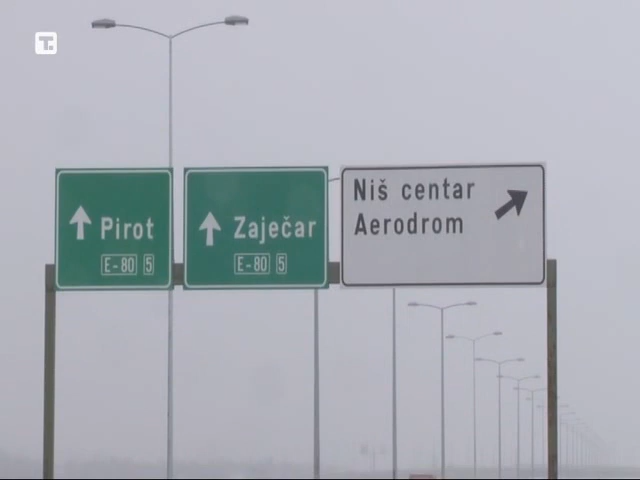 T.
Pirot
E-80 5
Zaječar
E-80 5
Niš centar
Aerodrom